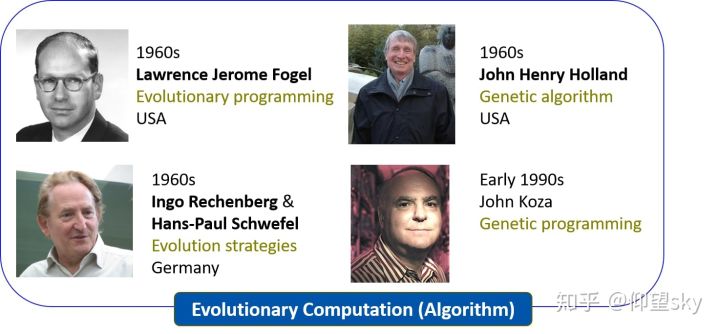 1960s
Lawrence Jerome Fogel
Evolutionary programming
USA
1960s
John Henry Holland
Genetic algorithm
USA
1960s
Ingo Rechenberg &
Hans-Paul Schwefel
Evolution strategies
Germany
Early 1990s
John Koza
Genetic programming
Evolutionary Computation (Algorithm)
知乎 @仰望sky